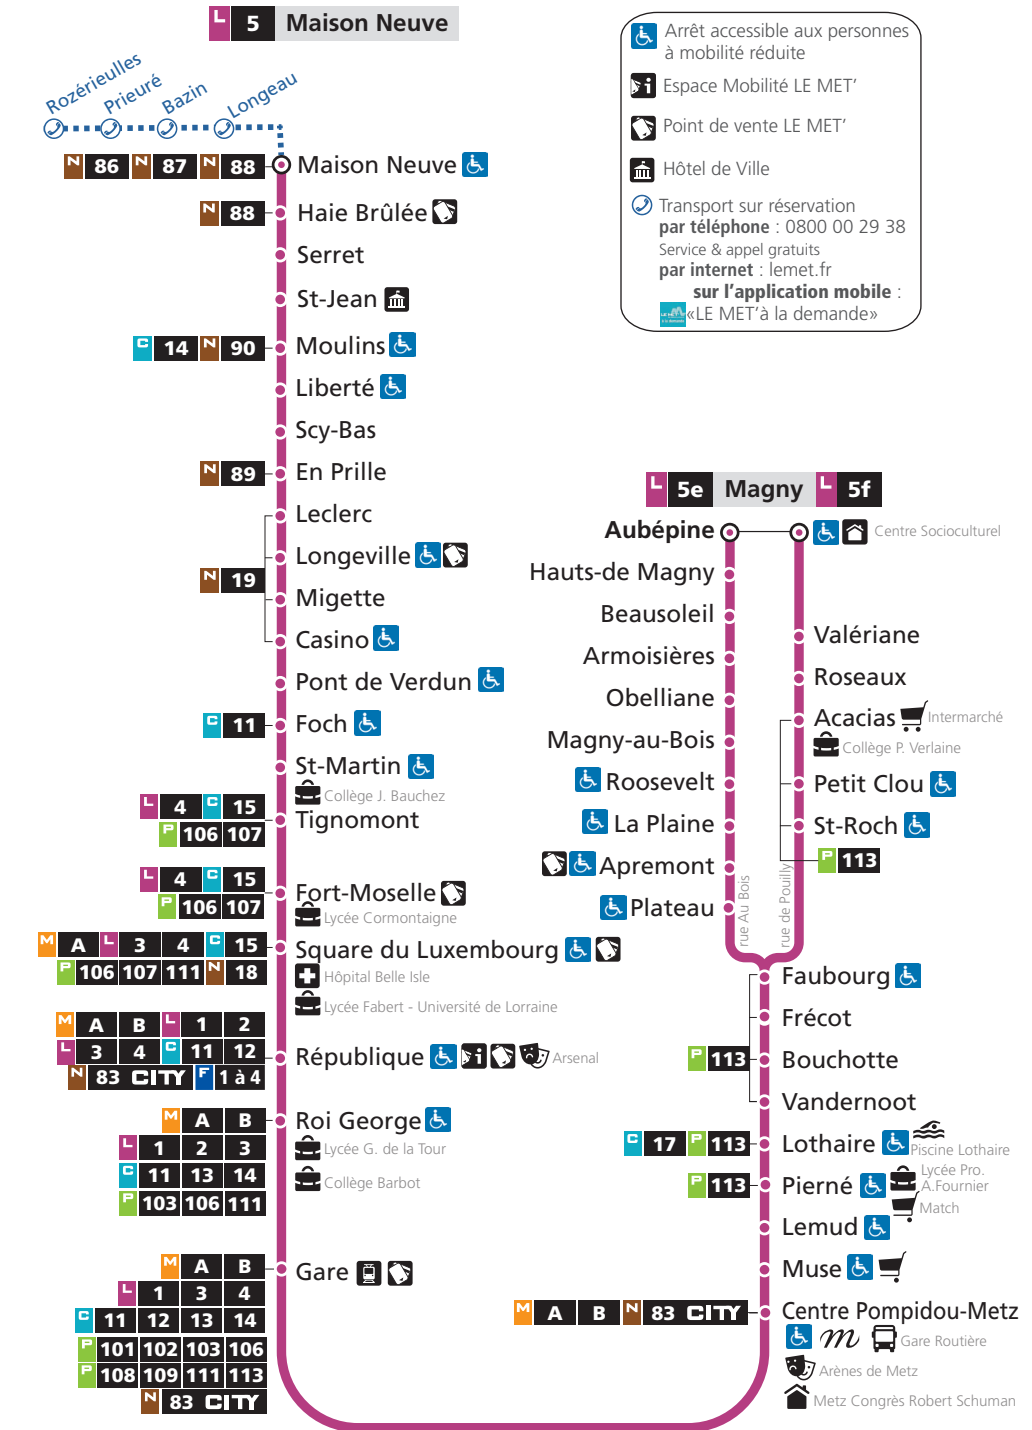 L 5 Maison Neuve
Rozérieulles
Prieuré
Bazin
Longeau
Arrêt accessible aux personnes
à mobilité réduite
Espace Mobilité LE MET'
Point de vente LE MET'
Hôtel de Ville
Transport sur réservation
par téléphone : 0800 00 29 38
Service & appel gratuits
par internet : lemet.fr
sur l'application mobile :
«LE MET'à la demande»
N 86 N 87 N 88 Maison Neuve
N 88 Haie Brûlée
Serret
St-Jean
C 14 N 90 Moulins
Liberté
Scy-Bas
N 89 En Prille
Leclerc
Longeville
N 19
Migette
Casino
Pont de Verdun
C 11 Foch
St-Martin
Collège J. Bauchez
L 4 C 15
P 106 107
Tignomont
L 4 C 15
P 106 107
Fort-Moselle
Lycée Cormontaigne
M A L 3 4 C 15
P 106 107 111 N 18
Square du Luxembourg
Hôpital Belle Isle
Lycée Fabert - Université de Lorraine
M A B L 1 2
L 3 4 C 11 12
N 83 CITY F 1 à 4
République
Arsenal
M A B
L 1 2 3
C 11 13 14
P 103 106 111
Roi George
Lycée G. de la Tour
Collège Barbot
M A B
L 1 3 4
C 11 12 13 14
P 101 102 103 106
P 108 109 111 113
N 83 CITY
Gare
L 5e Magny L 5f
Aubépine
Centre Socioculturel
Hauts-de Magny
Beausoleil
Armoisières
Obelliane
Magny-au-Bois
Roosevelt
La Plaine
Apremont
Plateau
rue Au Bois
rue de Pouilly
Valériane
Roseaux
Acacias
Intermarché
Collège P. Verlaine
Petit Clou
St-Roch
P 113
Faubourg
Frécot
P 113 Bouchotte
Vandernoot
C 17 P 113 Lothaire
Piscine Lothaire
P 113 Pierné
Lycée Pro.
A.Fournier
Match
Lemud
Muse
M A B N 83 CITY Centre Pompidou-Metz
m Gare Routière
Arènes de Metz
Metz Congrès Robert Schuman